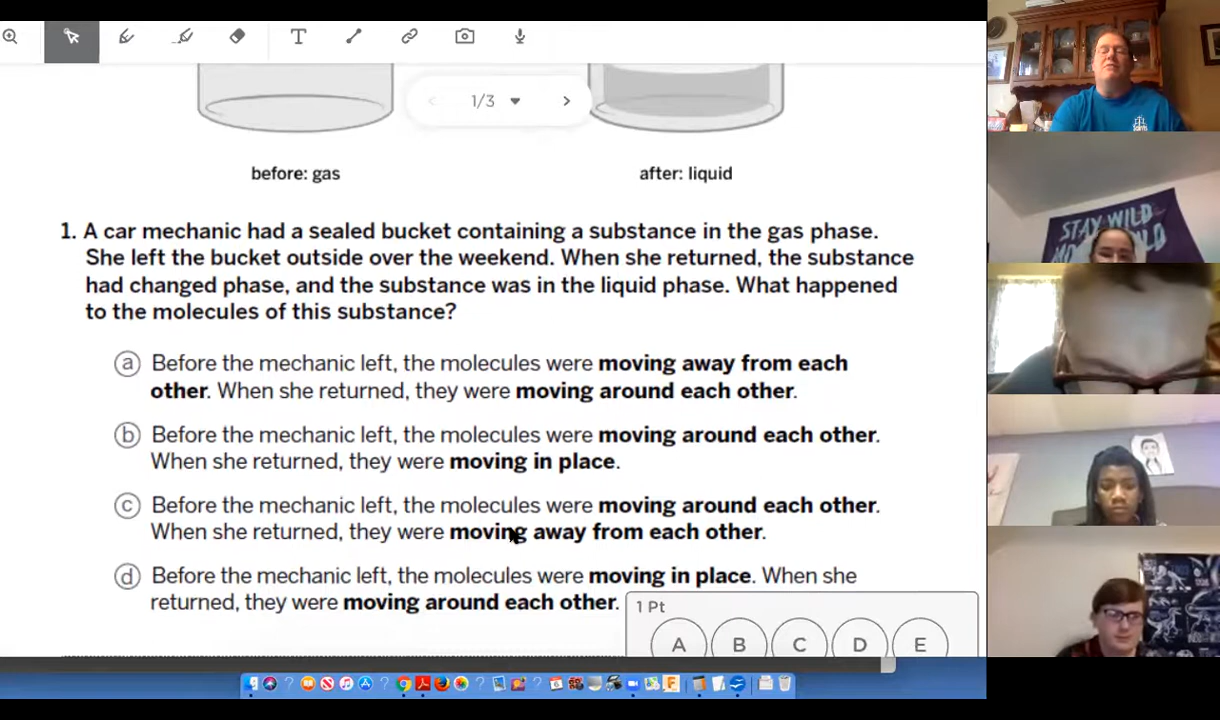 T
1/3
before: gas
after: liquid
1. A car mechanic had a sealed bucket containing a substance in the gas phase.
She left the bucket outside over the weekend. When she returned, the substance
had changed phase, and the substance was in the liquid phase. What happened
to the molecules of this substance?
a Before the mechanic left, the molecules were moving away from each
other. When she returned, they were moving around each other.
b Before the mechanic left, the molecules were moving around each other.
When she returned, they were moving in place.
c Before the mechanic left, the molecules were moving around each other.
When she returned, they were moving away from each other.
d Before the mechanic left, the molecules were moving in place. When she
returned, they were moving around each other.
1 Pt
A B C D E
STAY WILD